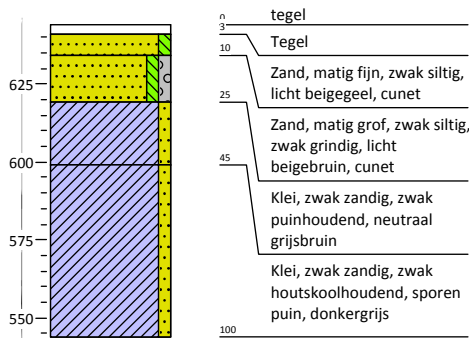 0 tegel
3 Tegel
10
Zand, matig fijn, zwak siltig,
licht beigegeel, cunet
25
Zand, matig grof, zwak siltig,
zwak grindig, licht
beigebruin, cunet
45
Klei, zwak zandig, zwak
puinhoudend, neutraal
grijsbruin
Klei, zwak zandig, zwak
houtskoolhoudend, sporen
puin, donkergrijs
100
625
600
575
550